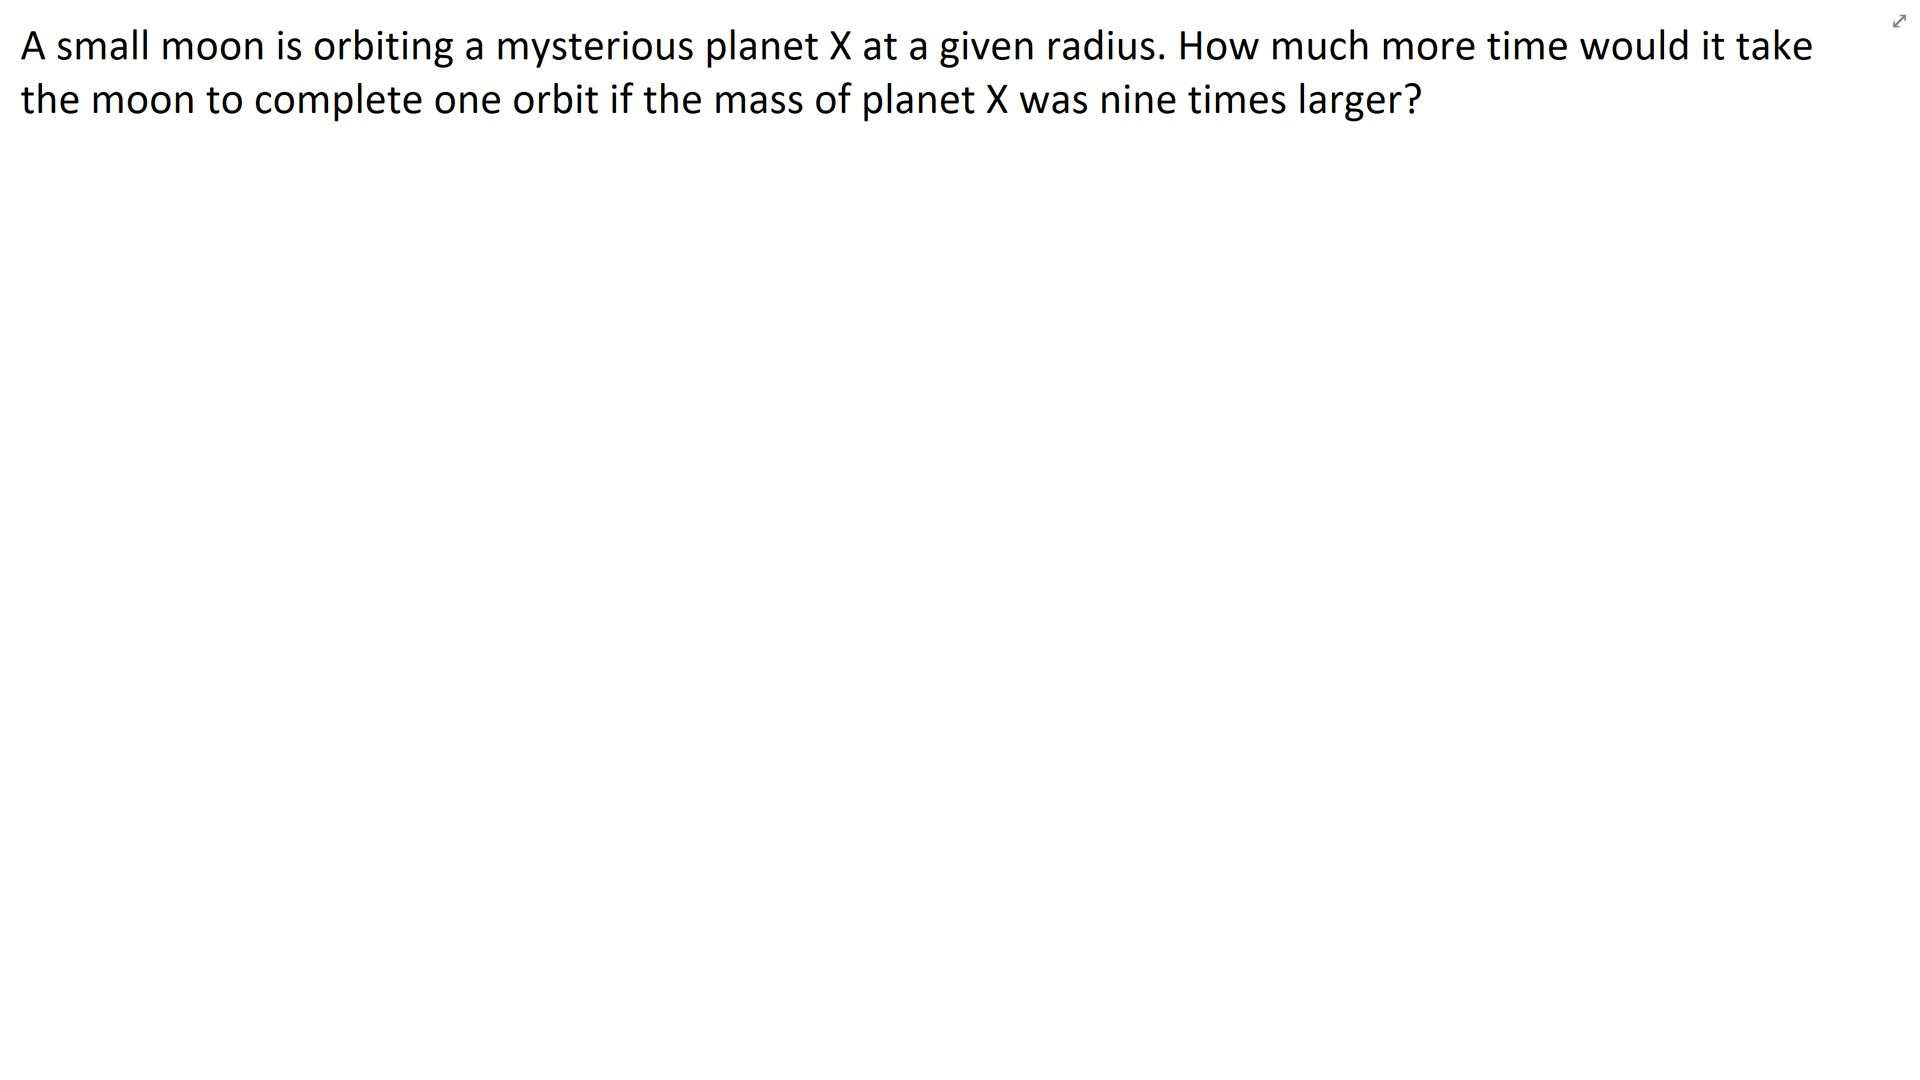 A small moon is orbiting a mysterious planet X at a given radius. How much more time would it take
the moon to complete one orbit if the mass of planet X was nine times larger?